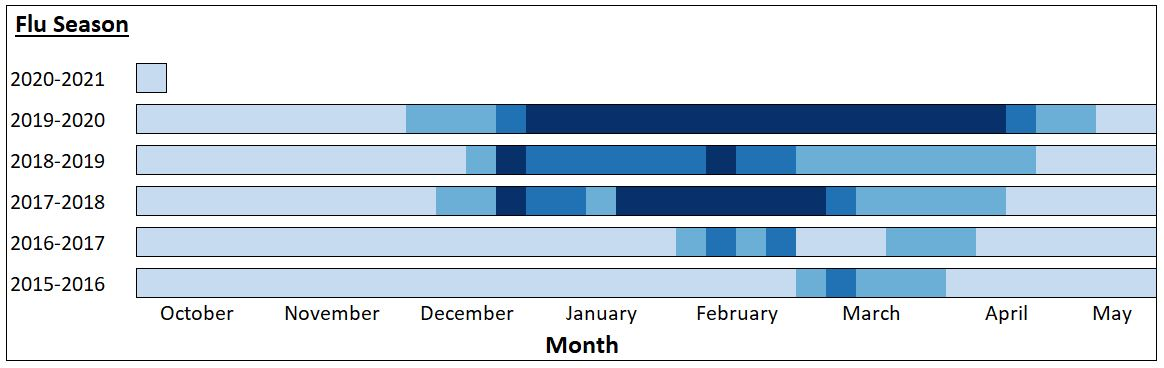 Flu Season
2020-2021
2019-2020
2018-2019
2017-2018
2016-2017
2015-2016
October November December January February March April May
Month